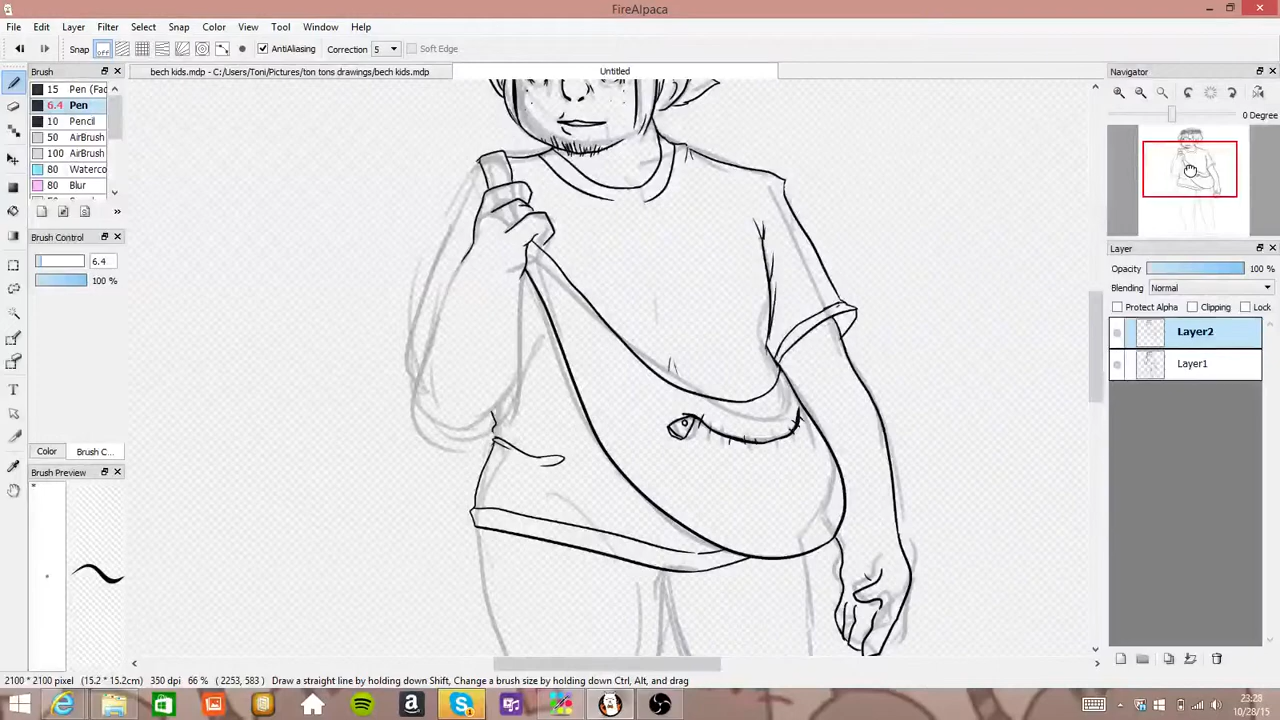 FireAlpaca
File Edit Layer Filter Select Snap Color View Tool Window Help
Snap off AntiAliasing Correction 5 Soft Edge
Brush bech kids.mdp - C:/Users/Toni/Pictures/ton tons drawings/bech kids.mdp Untitled Navigator
15 Pen (Fad
6.4 Pen
10 Pencil
50 AirBrush
100 AirBrush
80 Waterco
80 Blur
0 Degree
Brush Control
6.4
100 %
Layer
Opacity 100 %
Blending Normal
Protect Alpha Clipping Lock
Layer2
Layer1
Color Brush C...
Brush Preview
2100 * 2100 pixel (15.2 * 15.2cm) 350 dpi 66 % ( 2253, 583 ) Draw a straight line by holding down Shift, Change a brush size by holding down Ctrl, Alt, and drag
23:28
10/28/15